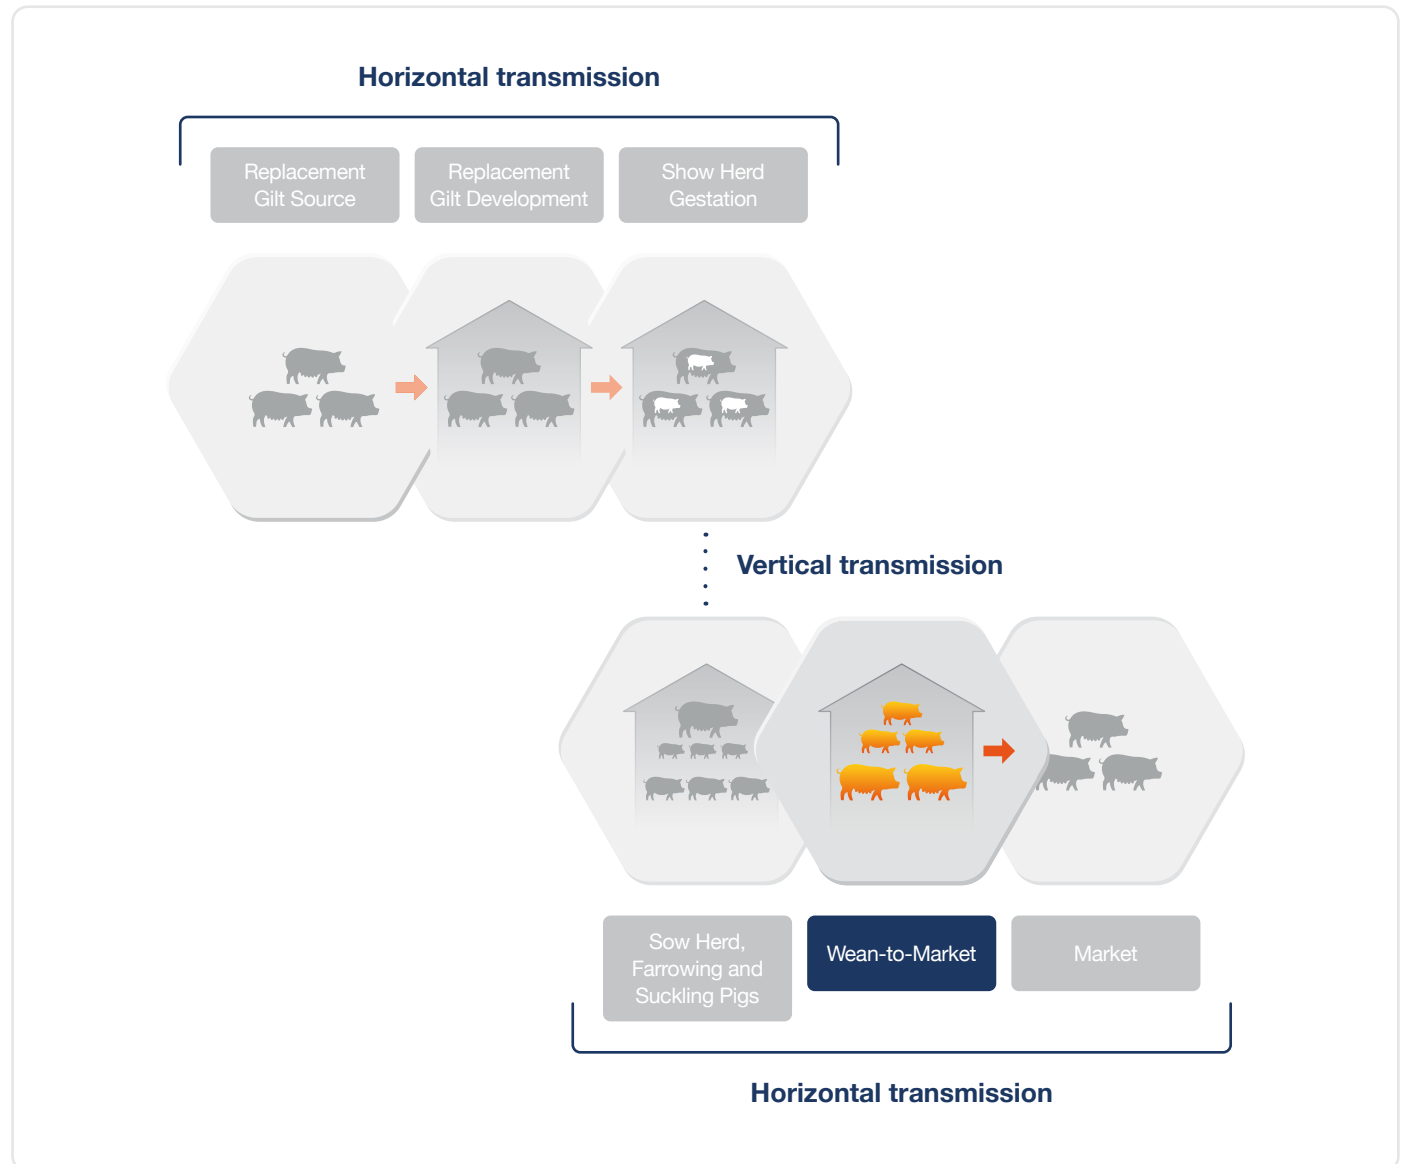 Horizontal transmission
Replacement
Gilt Source
Replacement
Gilt Development
Show Herd
Gestation
Vertical transmission
Sow Herd,
Farrowing and
Suckling Pigs
Wean-to-Market
Market
Horizontal transmission